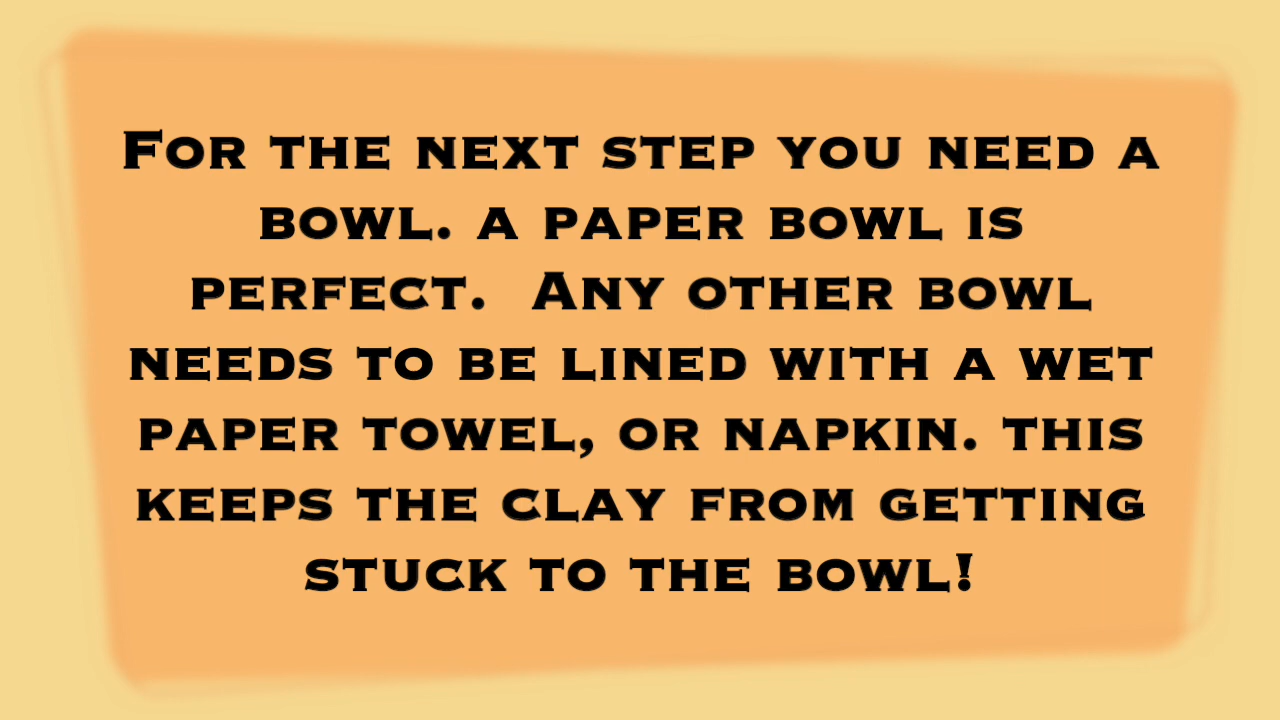 For the next step you need a
bowl. a paper bowl is
perfect.  Any other bowl
needs to be lined with a wet
paper towel, or napkin. this
keeps the clay from getting
stuck to the bowl!